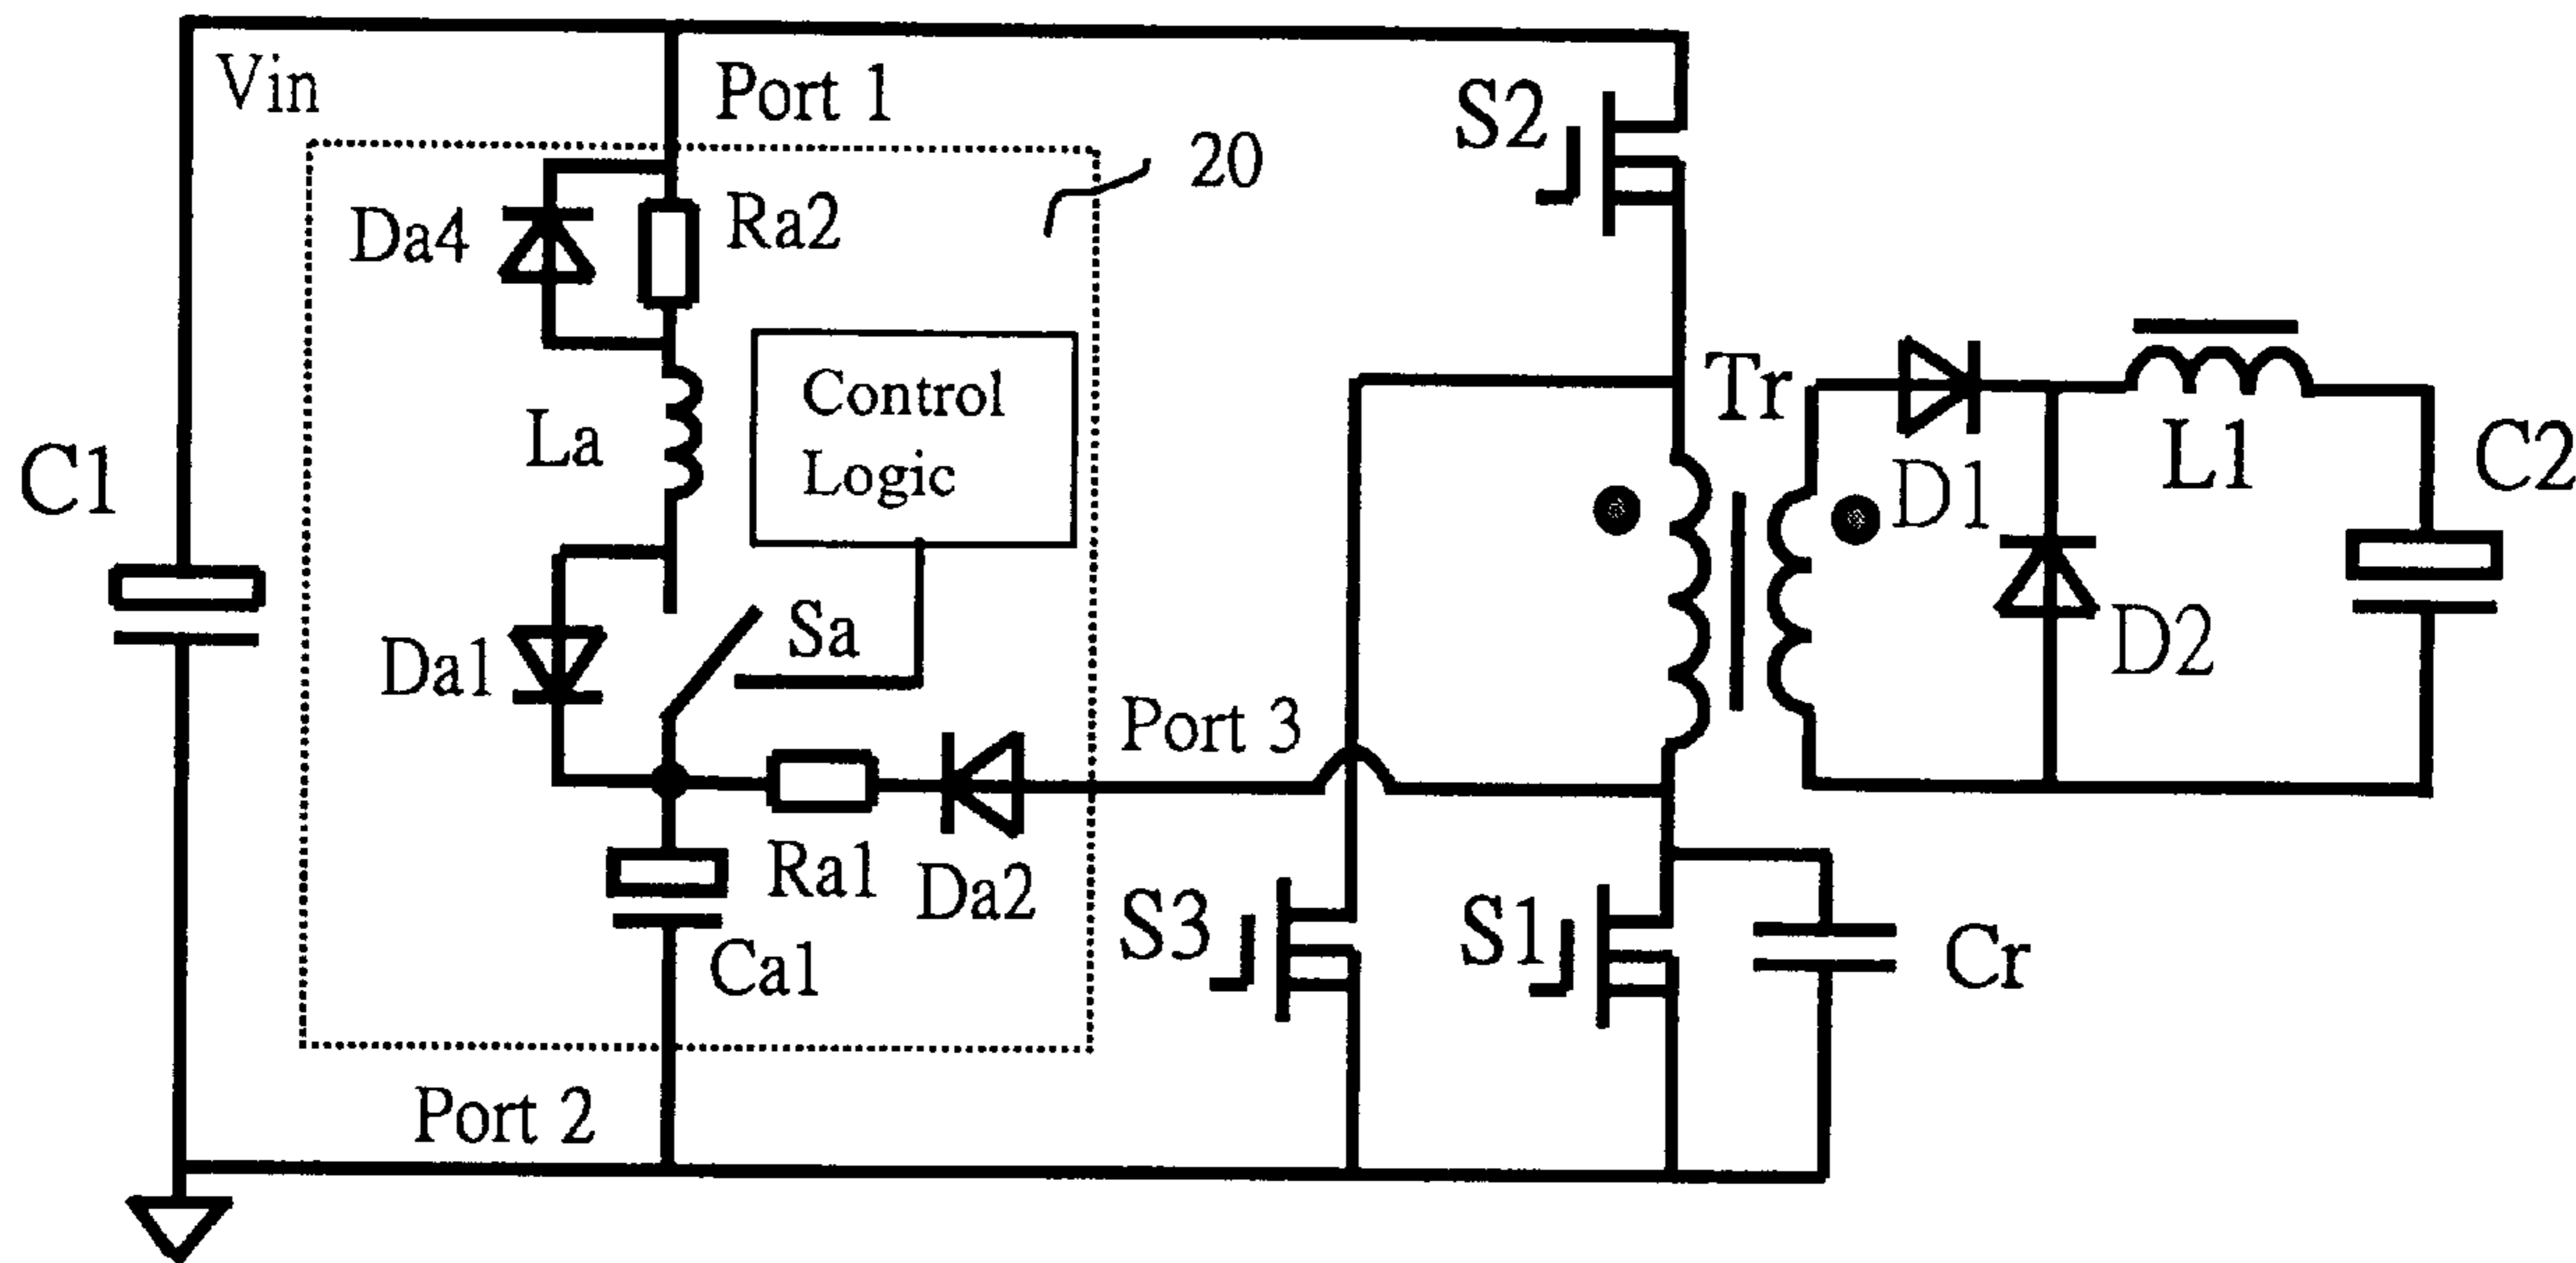 Vin
Port 1
S2
20
Da4
Ra2
Control
Logic
Tr
La
C1
D1
L1
C2
Sa
Da1
D2
Port 3
Ra1
Da2
S3
S1
Cr
Ca1
Port 2